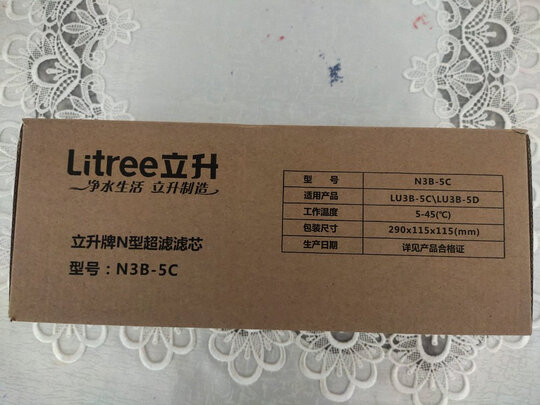 Litree立升
净水生活 立升制造
立升牌N型超滤滤芯
型号：N3B-5C
型 号 N3B-5C
适用产品 LU3B-5C\LU3B-5D
工作温度 5-45(℃)
包装尺寸 290x115x115(mm)
生产日期 详见产品合格证